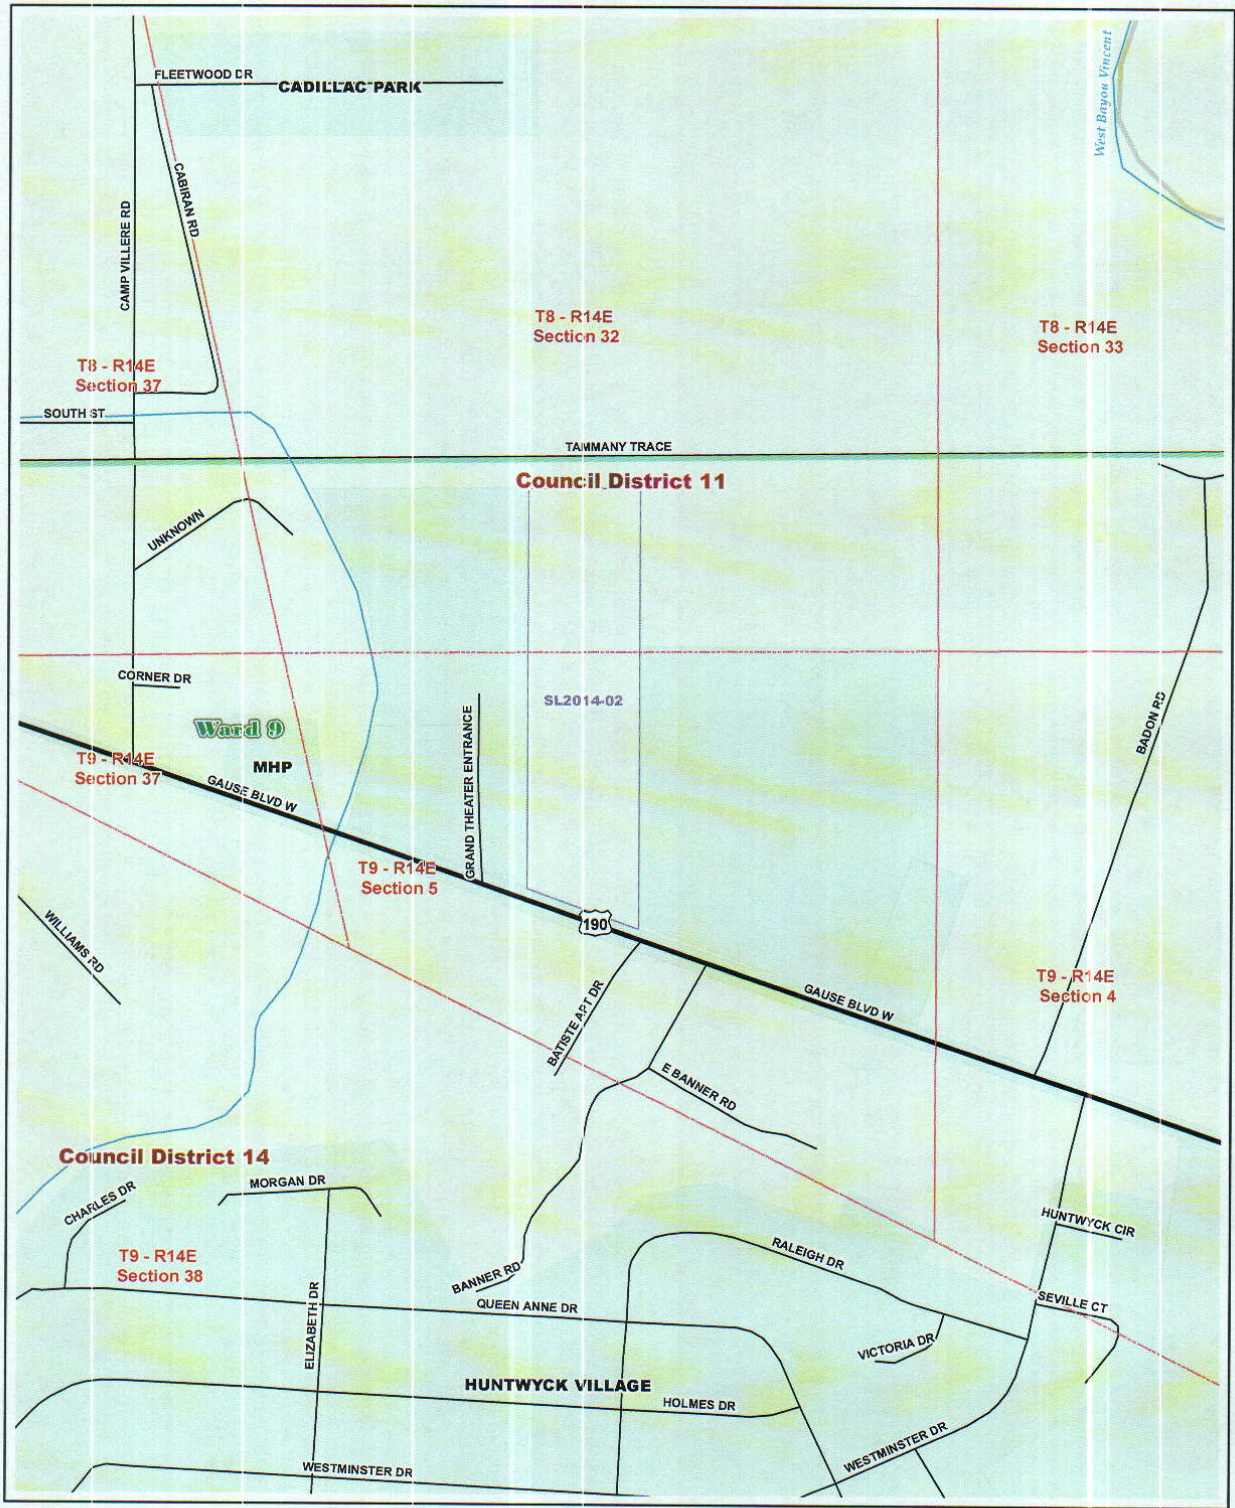 FLEETWOOD DR
CADILLAC PARK
West Bayou Vincent
CABIRAN RD
CAMP VILLERE RD
T8 - R14E
Section 32
T8 - R14E
Section 33
T8 - R14E
Section 37
SOUTH ST
TAMMANY TRACE
Council District 11
UNKNOWN
CORNER DR
SL2014-02
Ward 9
BADON RD
GRAND THEATER ENTRANCE
T9 - R14E
Section 37
MHP
GAUSE BLVD W
T9 - R14E
Section 5
190
WILLIAMS RD
T9 - R14E
Section 4
GAUSE BLVD W
BATISTE APT DR
E BANNER RD
Council District 14
MORGAN DR
CHARLES DR
HUNTWYCK CIR
T9 - R14E
Section 38
RALEIGH DR
BANNER RD
QUEEN ANNE DR
SEVILLE CT
ELIZABETH DR
VICTORIA DR
HUNTWYCK VILLAGE
HOLMES DR
WESTMINSTER DR
WESTMINSTER DR